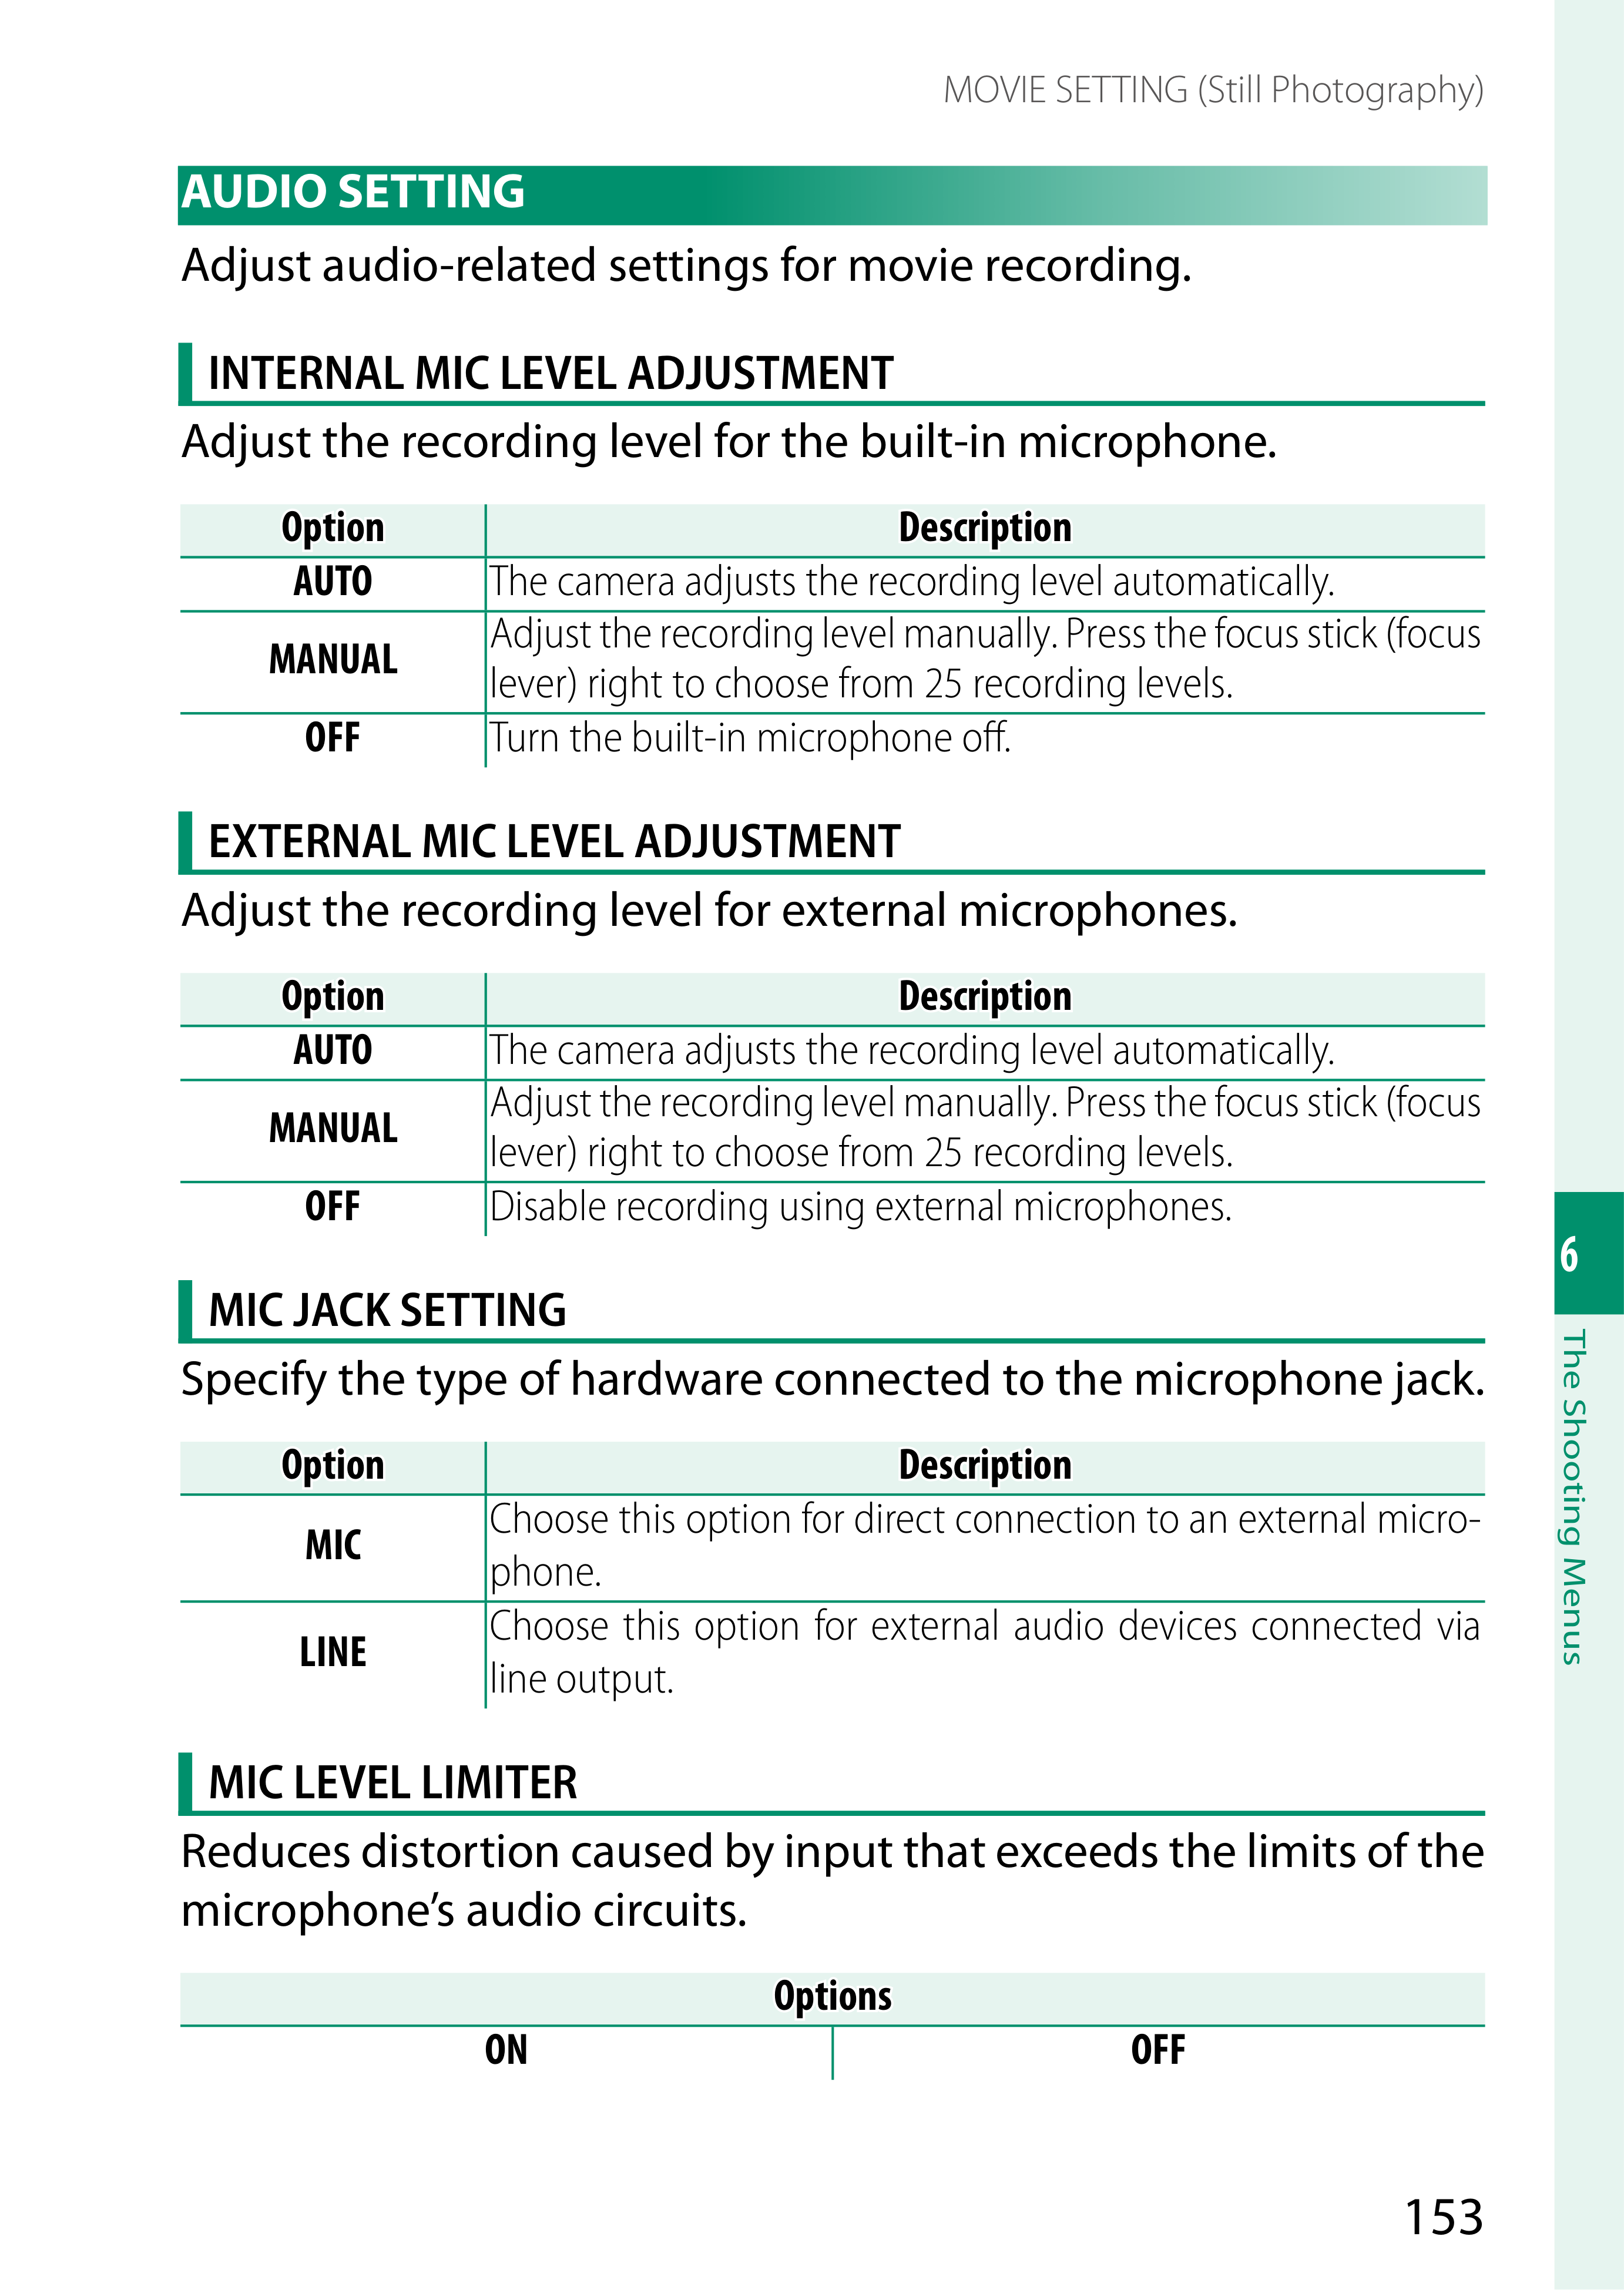 MOVIE SETTING (Still Photography)
AUDIO SETTING
Adjust audio-related settings for movie recording.
INTERNAL MIC LEVEL ADJUSTMENT
Adjust the recording level for the built-in microphone.
Option Description
AUTO The camera adjusts the recording level automatically.
MANUAL Adjust the recording level manually. Press the focus stick (focus
lever) right to choose from 25 recording levels.
OFF Turn the built-in microphone off.
EXTERNAL MIC LEVEL ADJUSTMENT
Adjust the recording level for external microphones.
Option Description
AUTO The camera adjusts the recording level automatically.
MANUAL Adjust the recording level manually. Press the focus stick (focus
lever) right to choose from 25 recording levels.
OFF Disable recording using external microphones.
MIC JACK SETTING
Specify the type of hardware connected to the microphone jack.
Option Description
MIC Choose this option for direct connection to an external micro-
phone.
LINE Choose this option for external audio devices connected via
line output.
MIC LEVEL LIMITER
Reduces distortion caused by input that exceeds the limits of the
microphone’s audio circuits.
Options
ON OFF
6
The Shooting Menus
153